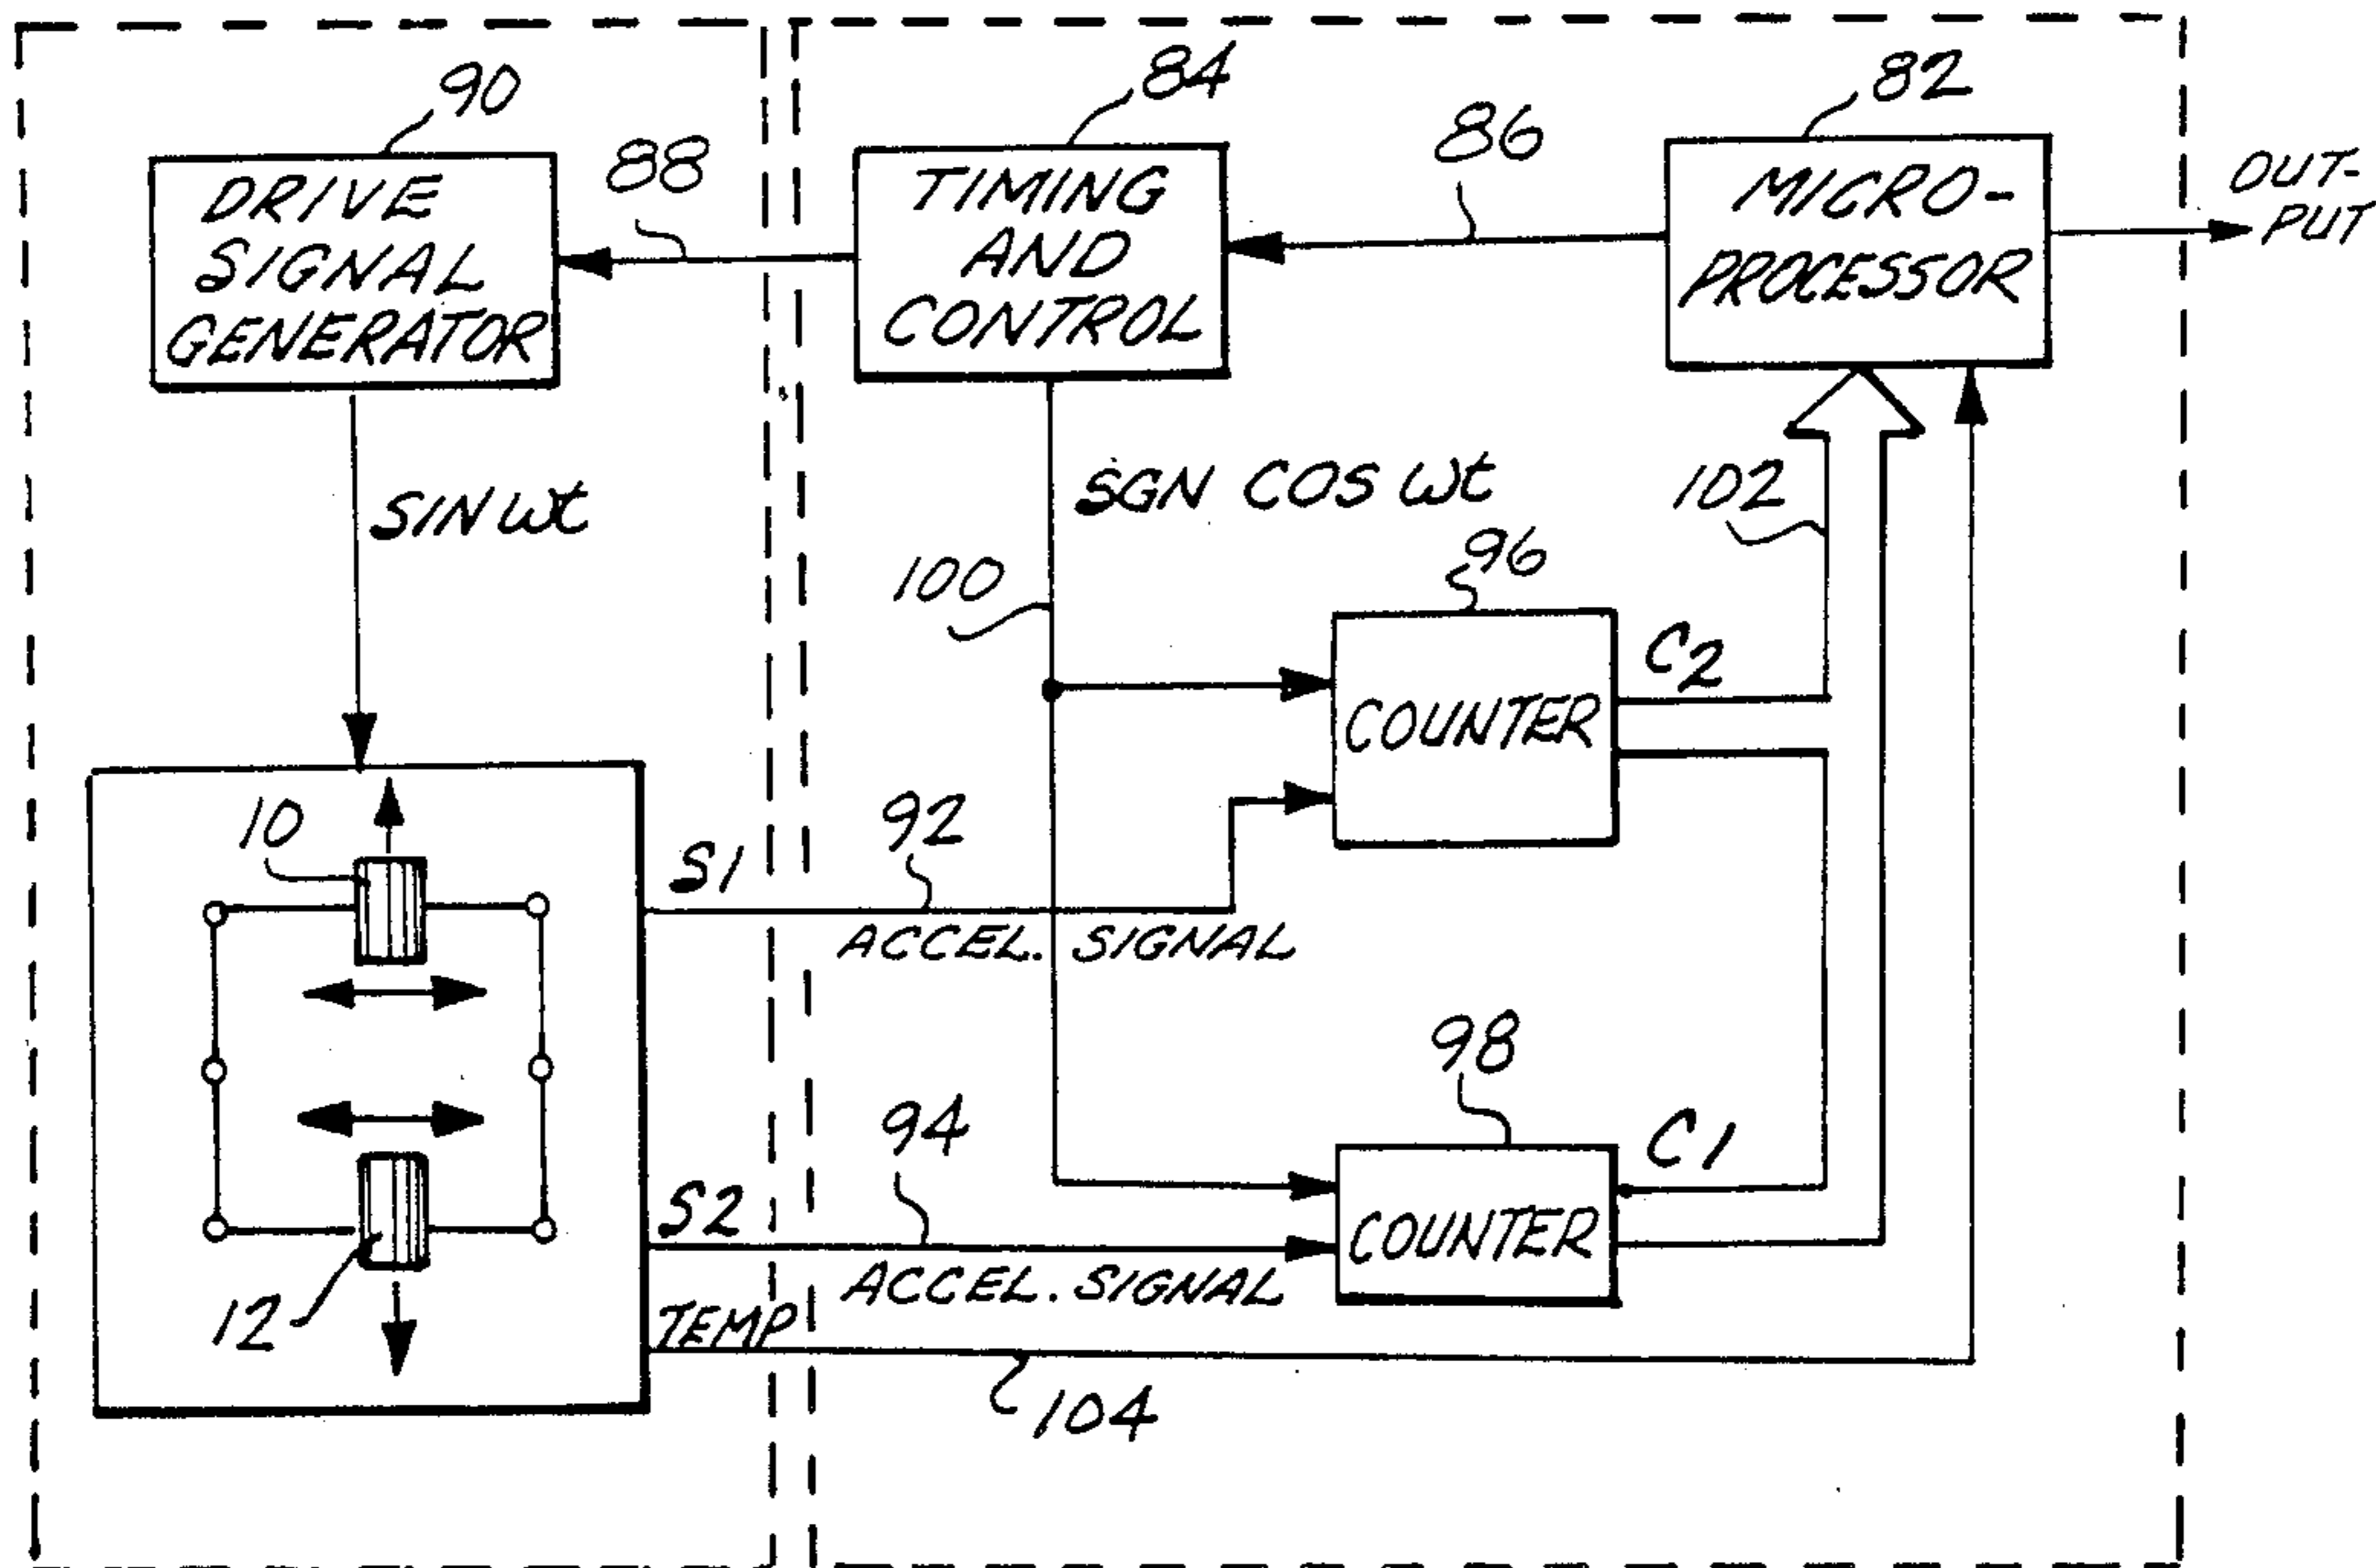 90
DRIVE
SIGNAL
GENERATOR
88
84
TIMING
AND
CONTROL
86
82
MICRO-
PROCESSOR
OUT-
PUT
SIN ωt
SGN COS ωt
100
102
96
COUNTER
C2
10
S1
92
ACCEL. SIGNAL
98
COUNTER
C1
94
S2
ACCEL. SIGNAL
12
TEMP
104